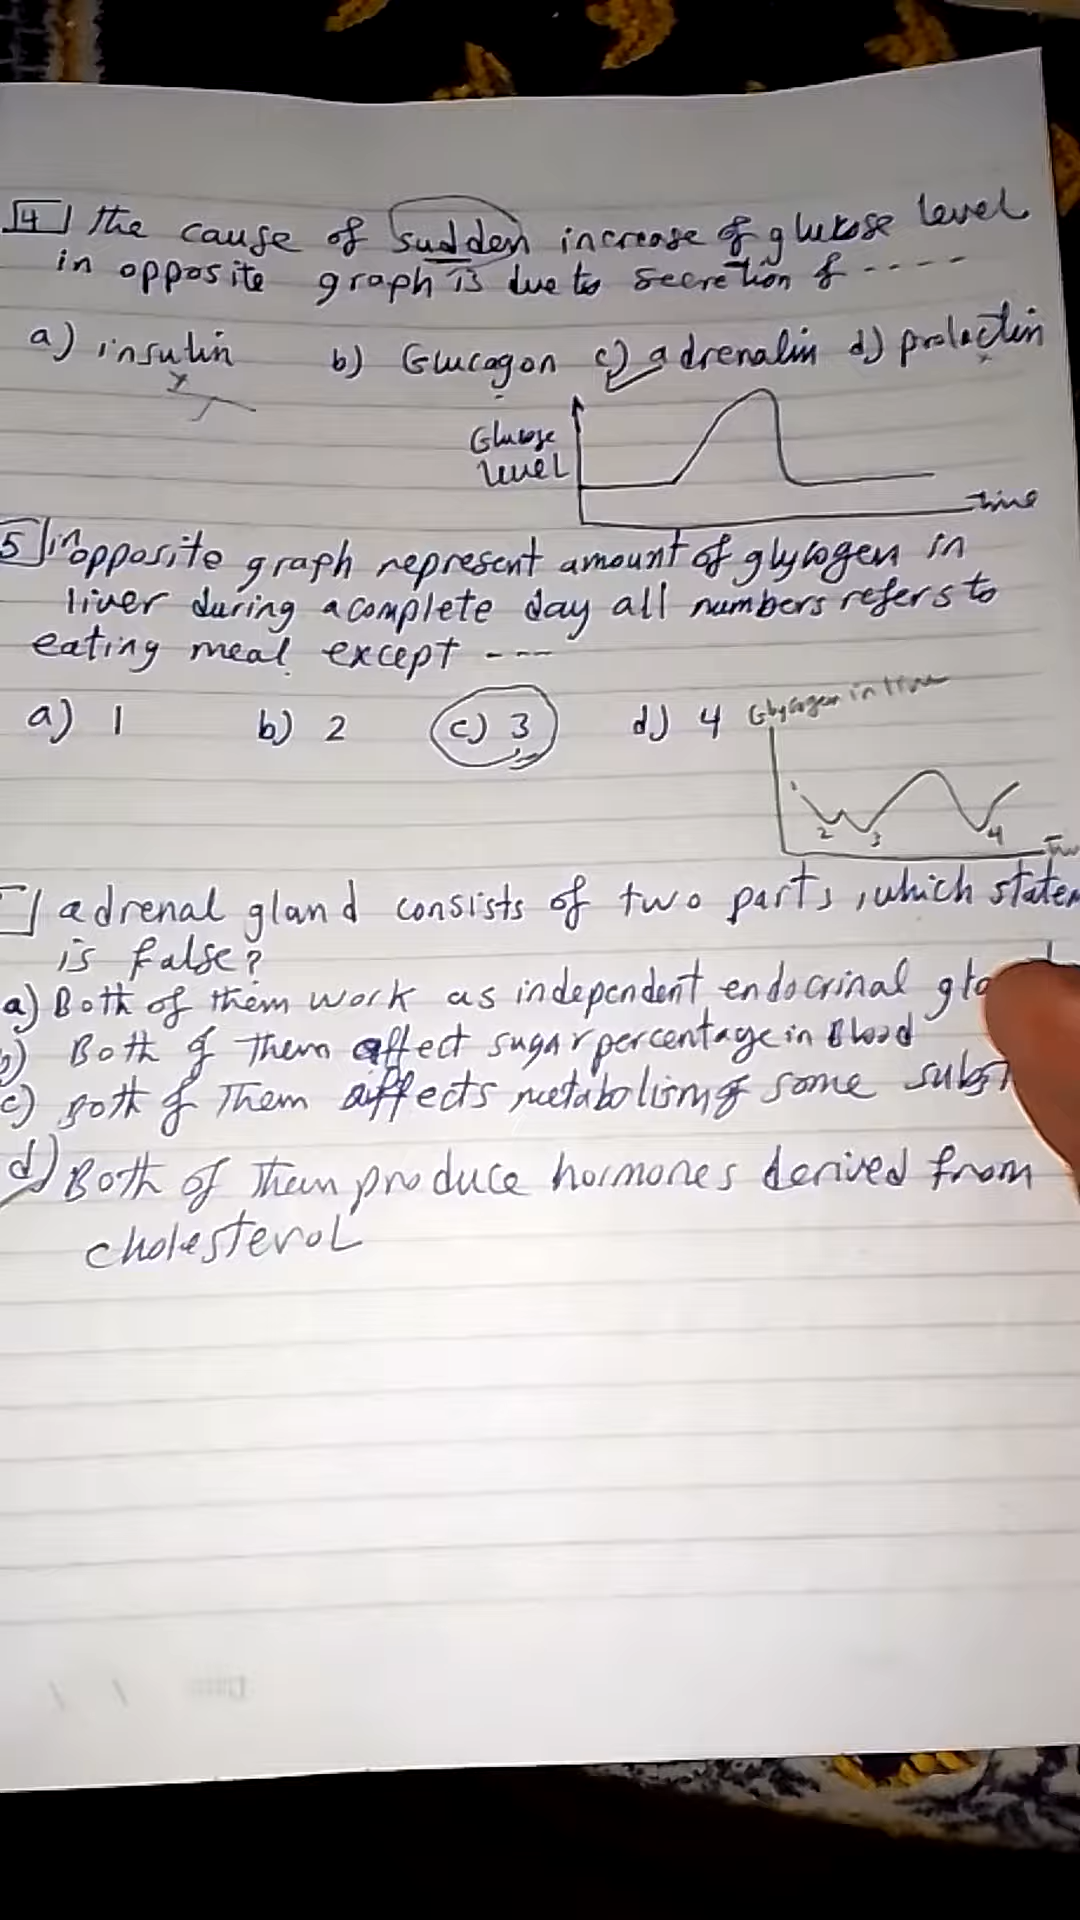 4 The cause of sudden increase of glukose level
in opposite graph is due to secretion of -----
a) insulin b) Glucagon c) adrenalin d) prolactin
Glucose
level
time
5 in opposite graph represent amount of glycogen in
liver during a complete day all numbers refers to
eating meal except ---
a) 1 b) 2 c) 3 d) 4
Glycogen in
2 3 4
adrenal gland consists of two parts, which
is false?
a) Both of them work as independent endocrinal
Both of them affect sugar percentage in Blood
c) Both of Them affects metabolism of some
d) Both of Them produce hormones derived from
cholesterol